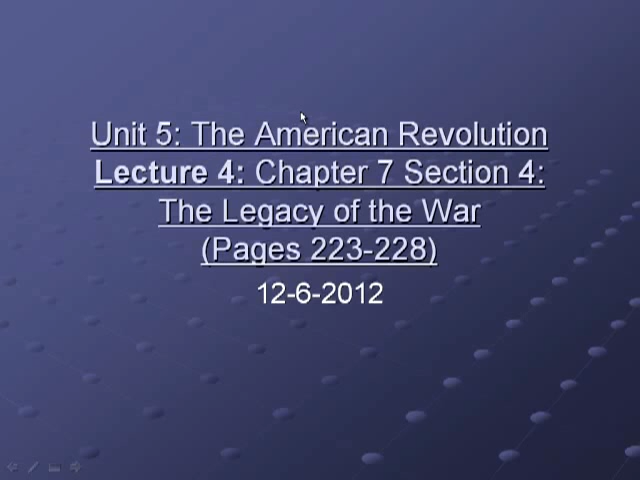 Unit 5: The American Revolution
Lecture 4: Chapter 7 Section 4:
The Legacy of the War
(Pages 223-228)
12-6-2012